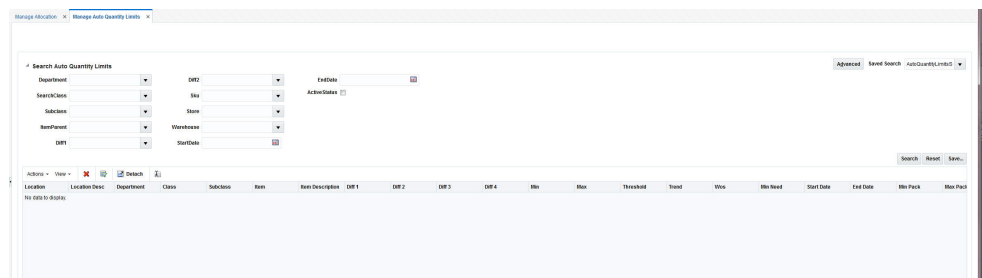 Manage Allocation × Manage Auto Quantity Limits ×
Search Auto Quantity Limits
Advanced Saved Search AutoQuantityLimitsS
Department Diff2 EndDate
SearchClass Sku ActiveStatus
Subclass Store
ItemParent Warehouse
Diff1 StartDate
Search Reset Save...
Actions View Detach
Location Location Desc Department Class Subclass Item Item Description Diff 1 Diff 2 Diff 3 Diff 4 Min Max Threshold Trend Wos Min Need Start Date End Date Min Pack Max Pack
No data to display.